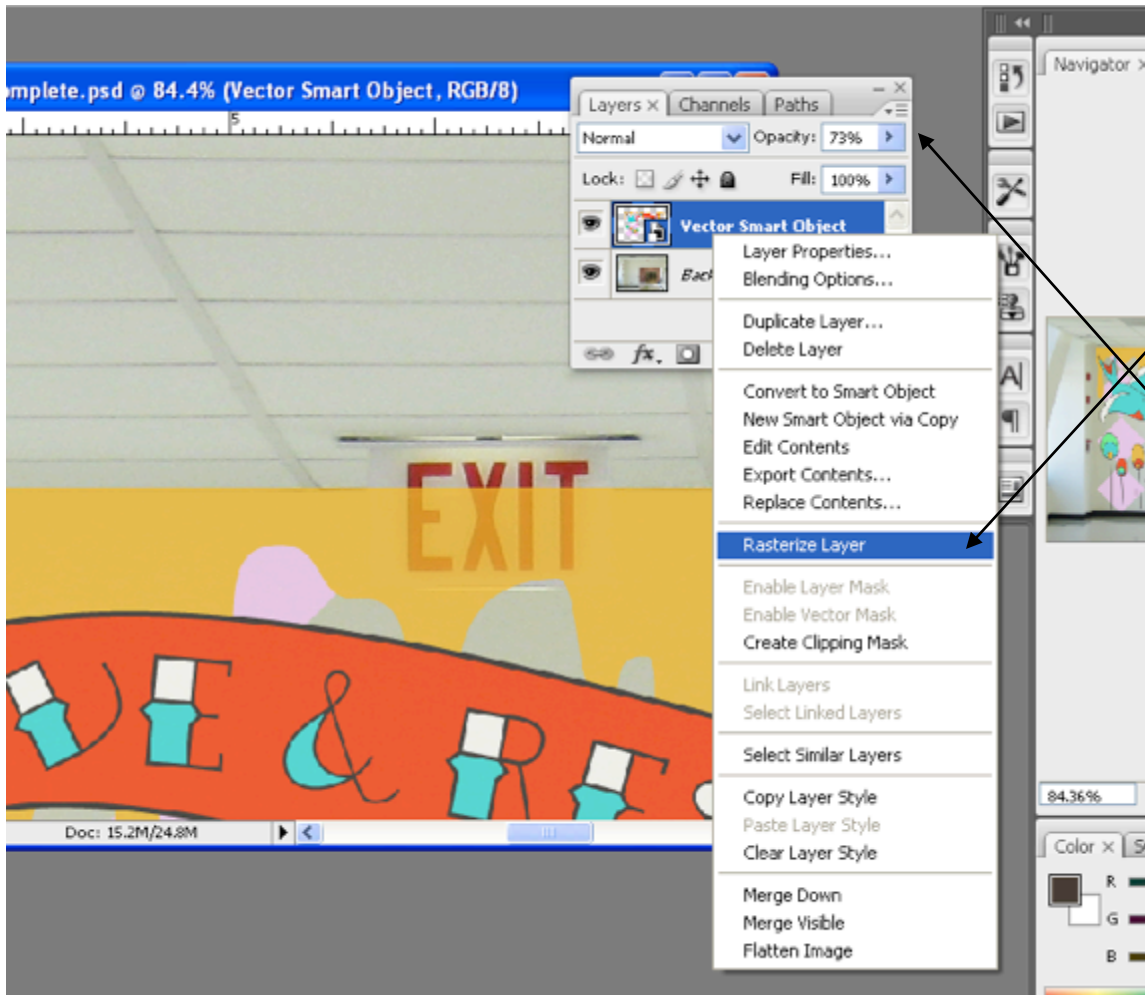 mplete.psd @ 84.4% (Vector Smart Object, RGB/8)
5
Layers × Channels Paths
Normal Opacity: 73%
Lock: Fill: 100%
Vector Smart Object
Back
fx.
Layer Properties...
Blending Options...
Duplicate Layer...
Delete Layer
Convert to Smart Object
New Smart Object via Copy
Edit Contents
Export Contents...
Replace Contents...
Rasterize Layer
Enable Layer Mask
Enable Vector Mask
Create Clipping Mask
Link Layers
Select Linked Layers
Select Similar Layers
Copy Layer Style
Paste Layer Style
Clear Layer Style
Merge Down
Merge Visible
Flatten Image
EXIT
DE & RES
Doc: 15.2M/24.8M
Navigator ×
A
84.36%
Color × S
R
G
B